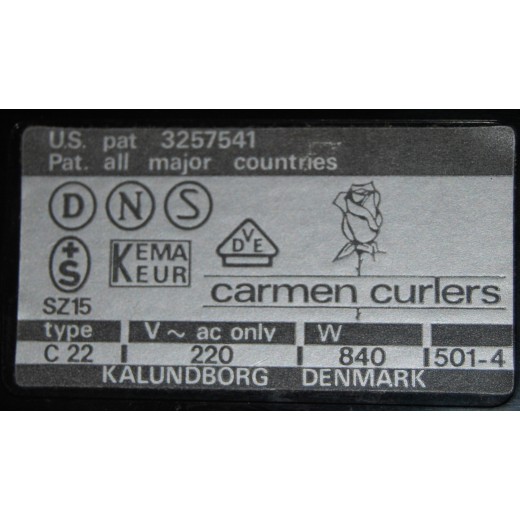 U.S. pat 3257541
Pat. all major countries
D N S
+S KEMA KEUR DVE
SZ15 carmen curlers
type V ~ ac only W
C 22 220 840 501-4
KALUNDBORG DENMARK